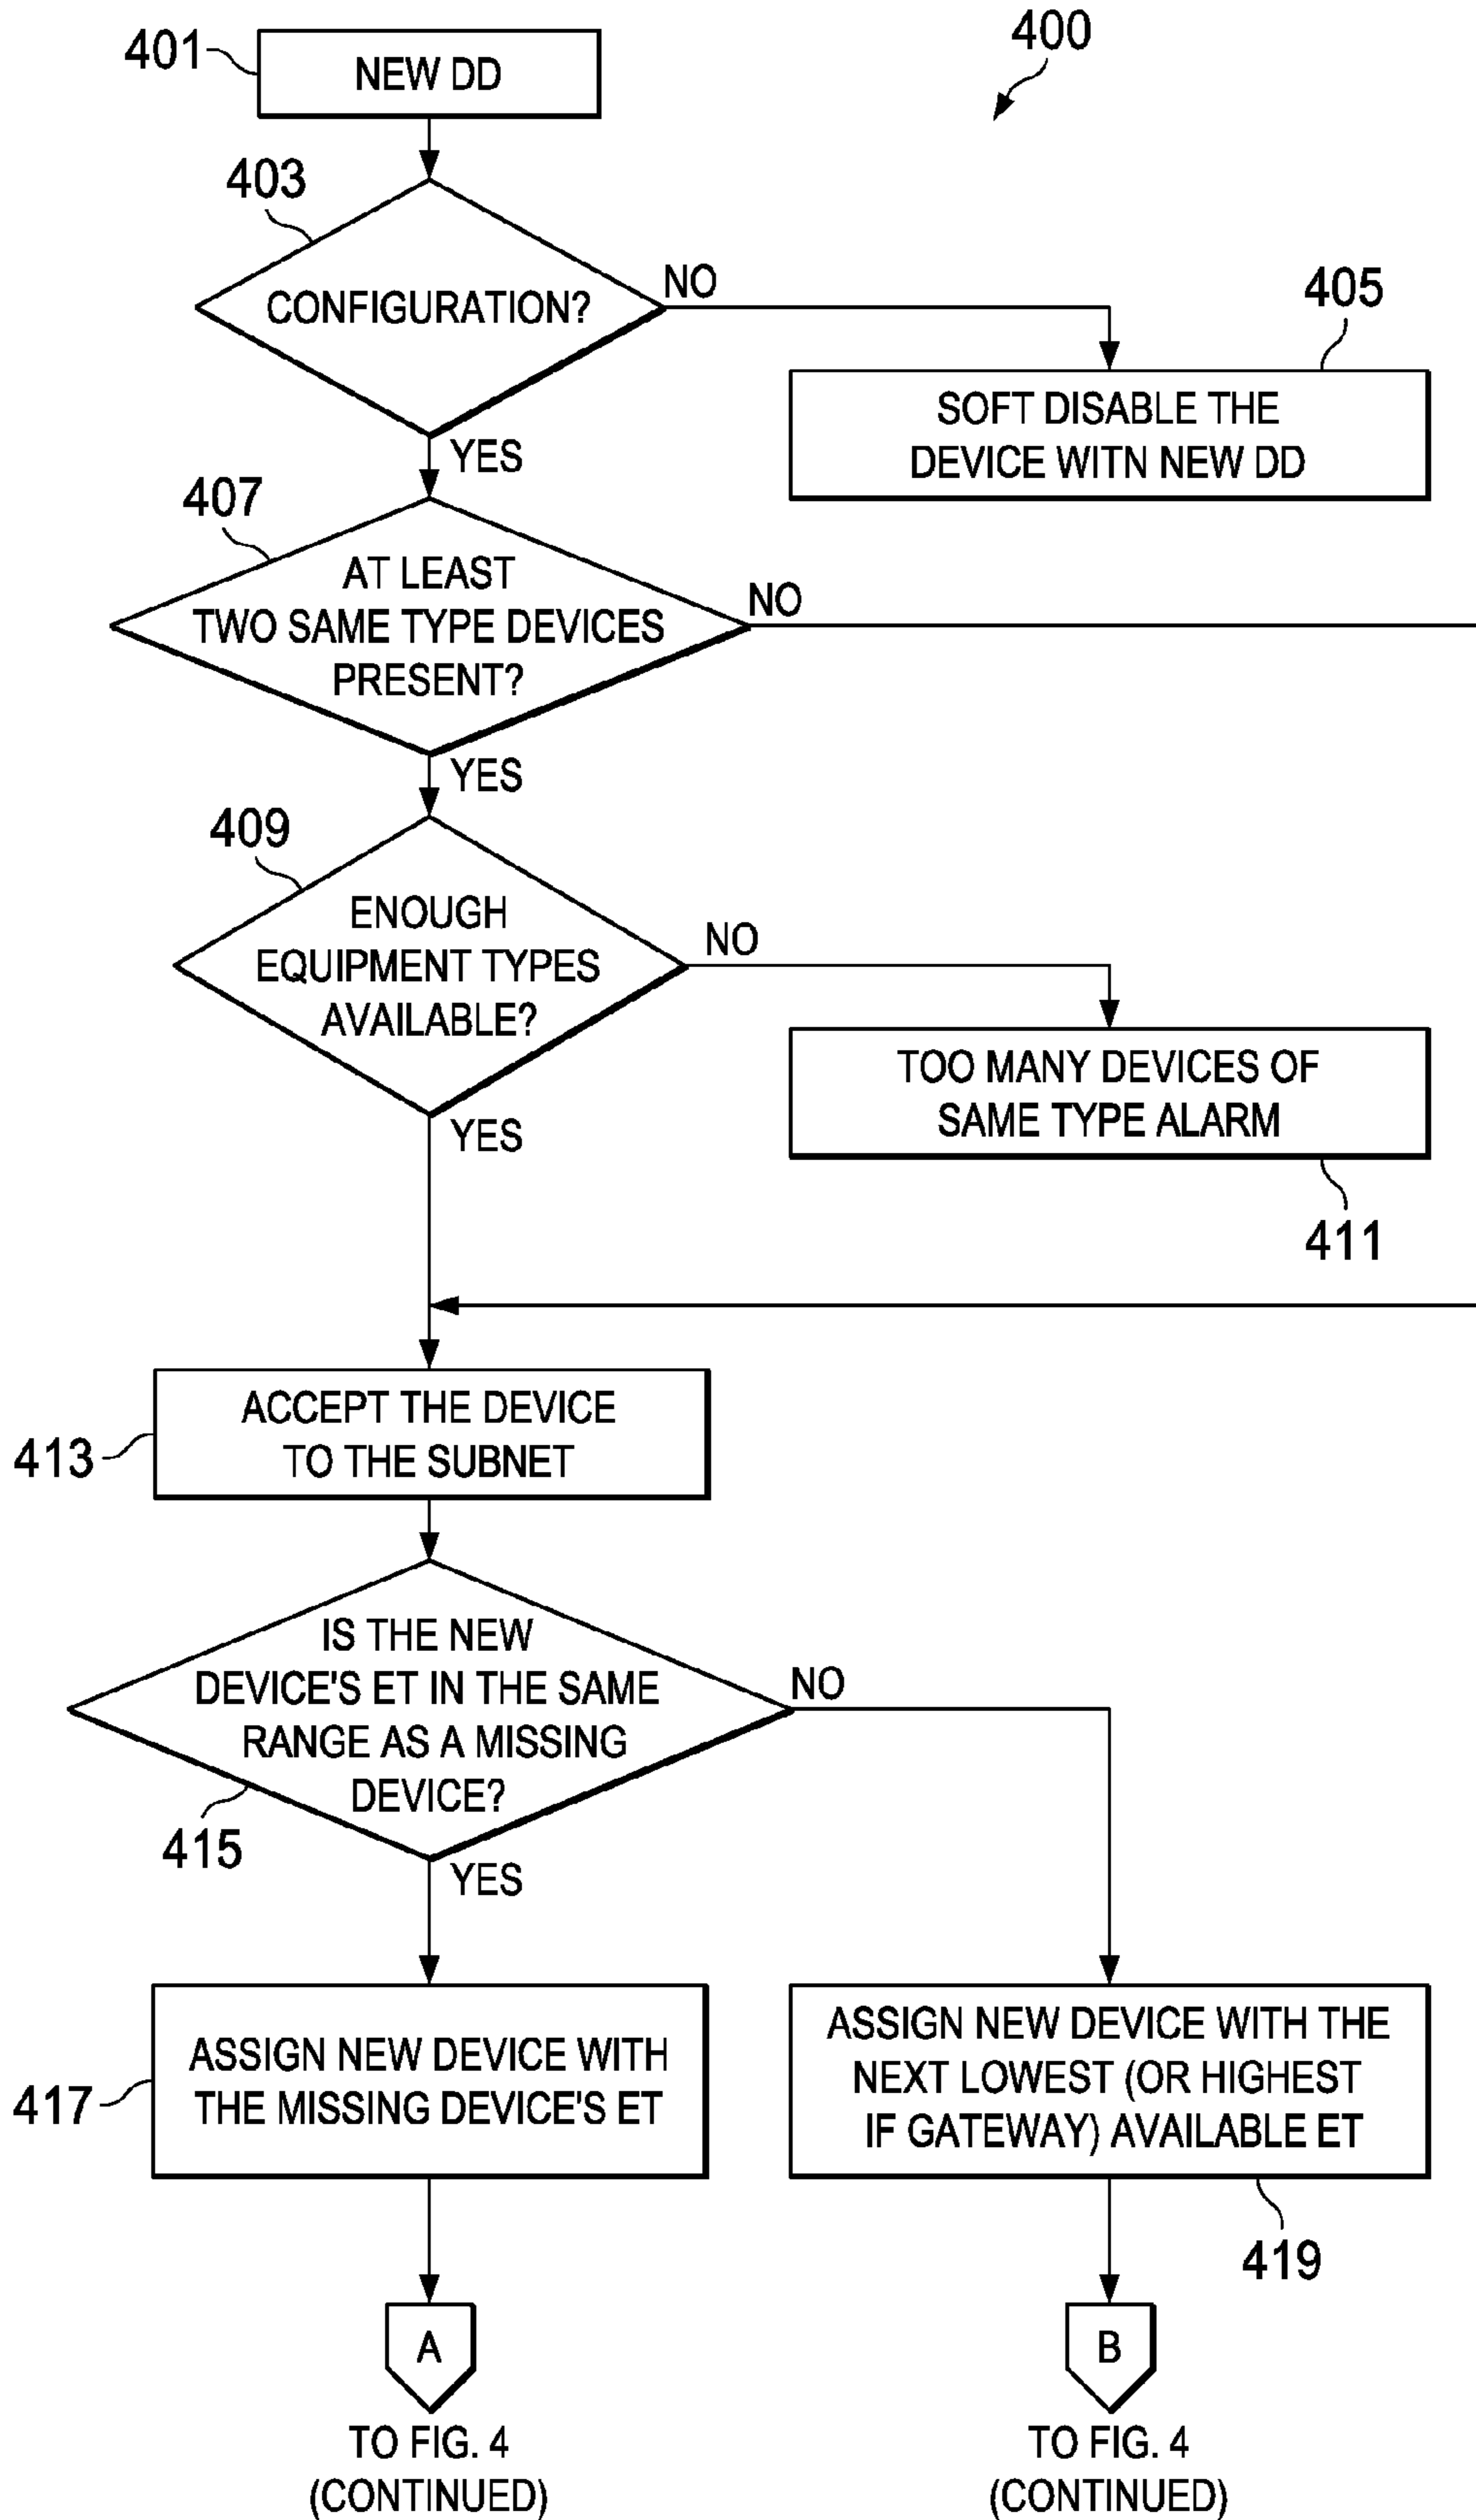 401
NEW DD
400
403
CONFIGURATION?
NO
405
SOFT DISABLE THE
DEVICE WITN NEW DD
YES
407
AT LEAST
TWO SAME TYPE DEVICES
PRESENT?
NO
YES
409
ENOUGH
EQUIPMENT TYPES
AVAILABLE?
NO
TOO MANY DEVICES OF
SAME TYPE ALARM
411
YES
413
ACCEPT THE DEVICE
TO THE SUBNET
IS THE NEW
DEVICE'S ET IN THE SAME
RANGE AS A MISSING
DEVICE?
NO
415
YES
417
ASSIGN NEW DEVICE WITH
THE MISSING DEVICE'S ET
ASSIGN NEW DEVICE WITH THE
NEXT LOWEST (OR HIGHEST
IF GATEWAY) AVAILABLE ET
419
A
TO FIG. 4
(CONTINUED)
B
TO FIG. 4
(CONTINUED)